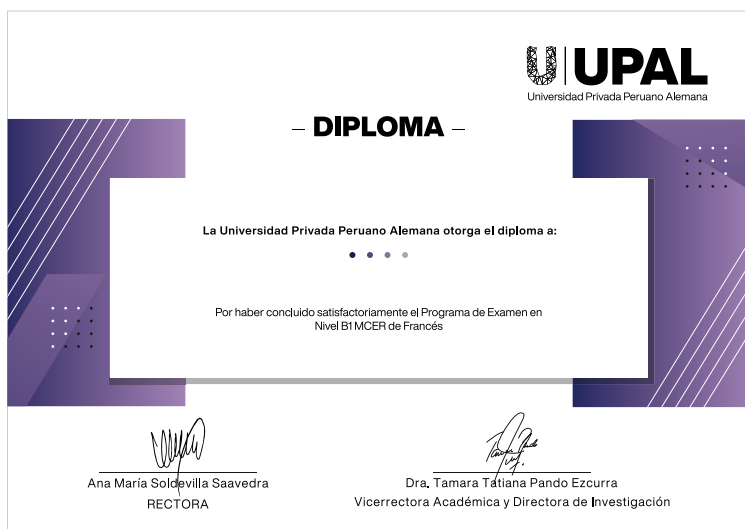 UPAL
Universidad Privada Peruano Alemana
– DIPLOMA –
La Universidad Privada Peruano Alemana otorga el diploma a:
Por haber concluido satisfactoriamente el Programa de Examen en
Nivel B1 MCER de Francés
Ana María Soldevilla Saavedra
RECTORA
Dra. Tamara Tatiana Pando Ezcurra
Vicerrectora Académica y Directora de Investigación